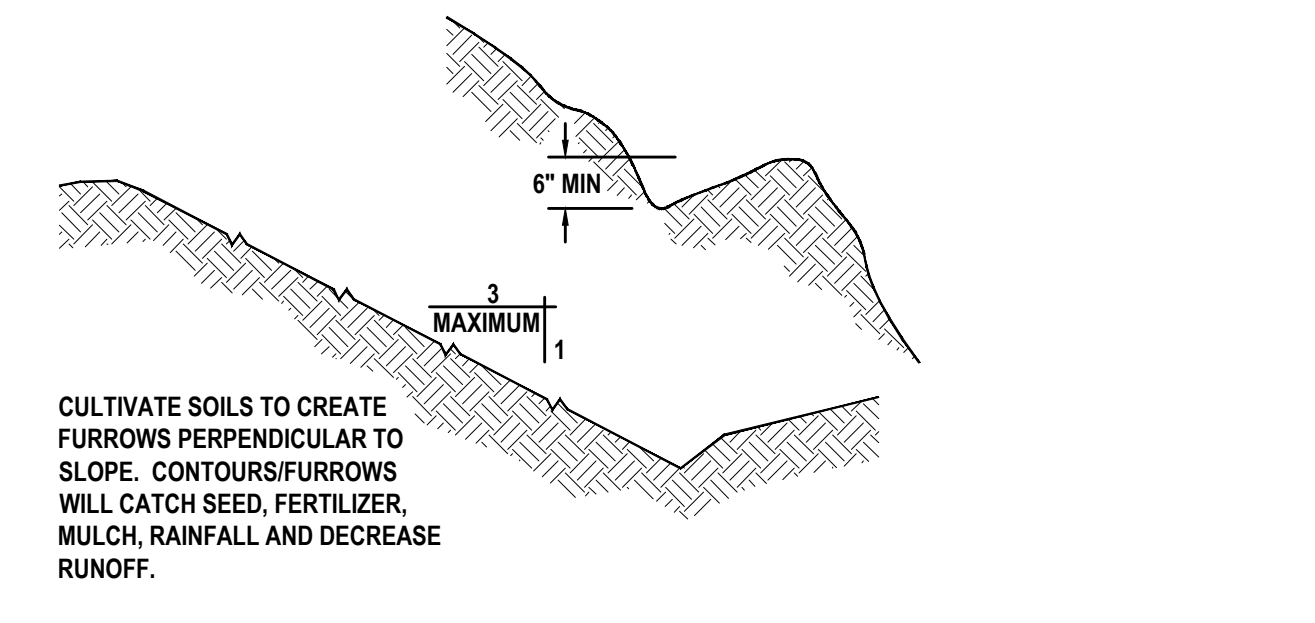 6" MIN
3
MAXIMUM
1
CULTIVATE SOILS TO CREATE
FURROWS PERPENDICULAR TO
SLOPE.  CONTOURS/FURROWS
WILL CATCH SEED, FERTILIZER,
MULCH, RAINFALL AND DECREASE
RUNOFF.